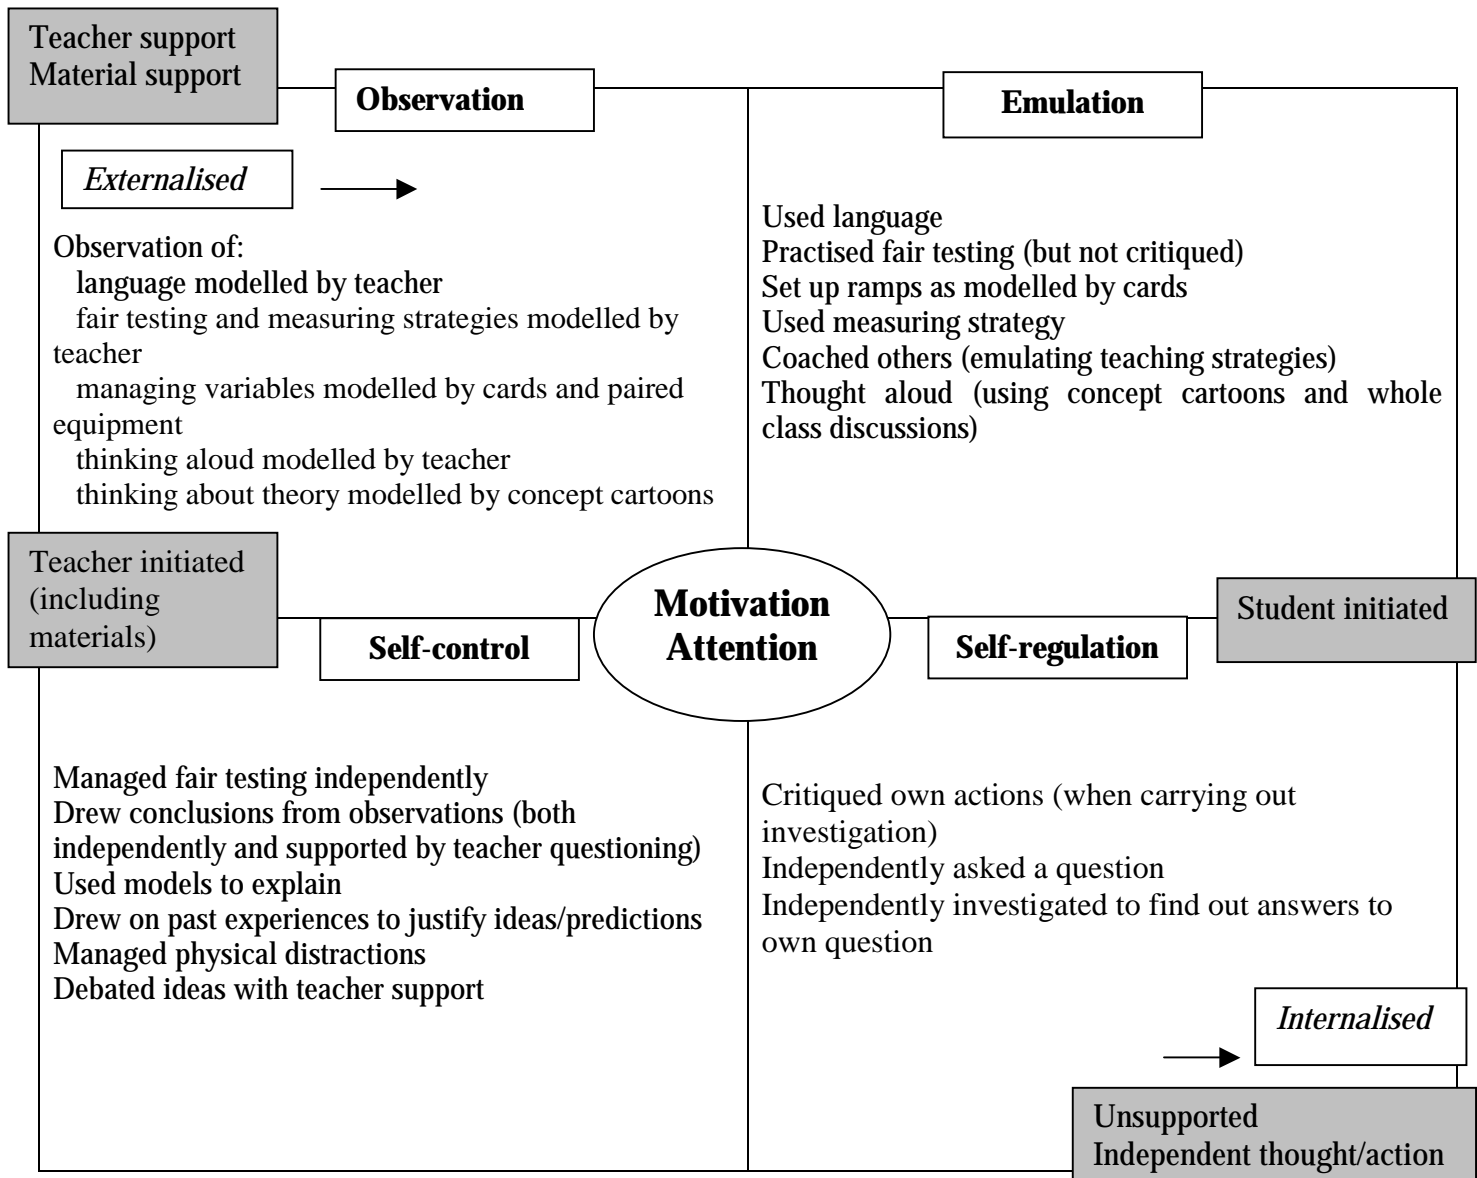 Teacher support
Material support
Observation
Emulation
Externalised
Observation of:
language modelled by teacher
fair testing and measuring strategies modelled by
teacher
managing variables modelled by cards and paired
equipment
thinking aloud modelled by teacher
thinking about theory modelled by concept cartoons
Used language
Practised fair testing (but not critiqued)
Set up ramps as modelled by cards
Used measuring strategy
Coached others (emulating teaching strategies)
Thought aloud (using concept cartoons and whole
class discussions)
Teacher initiated
(including
materials)
Motivation
Attention
Student initiated
Self-control
Self-regulation
Managed fair testing independently
Drew conclusions from observations (both
independently and supported by teacher questioning)
Used models to explain
Drew on past experiences to justify ideas/predictions
Managed physical distractions
Debated ideas with teacher support
Critiqued own actions (when carrying out
investigation)
Independently asked a question
Independently investigated to find out answers to
own question
Internalised
Unsupported
Independent thought/action